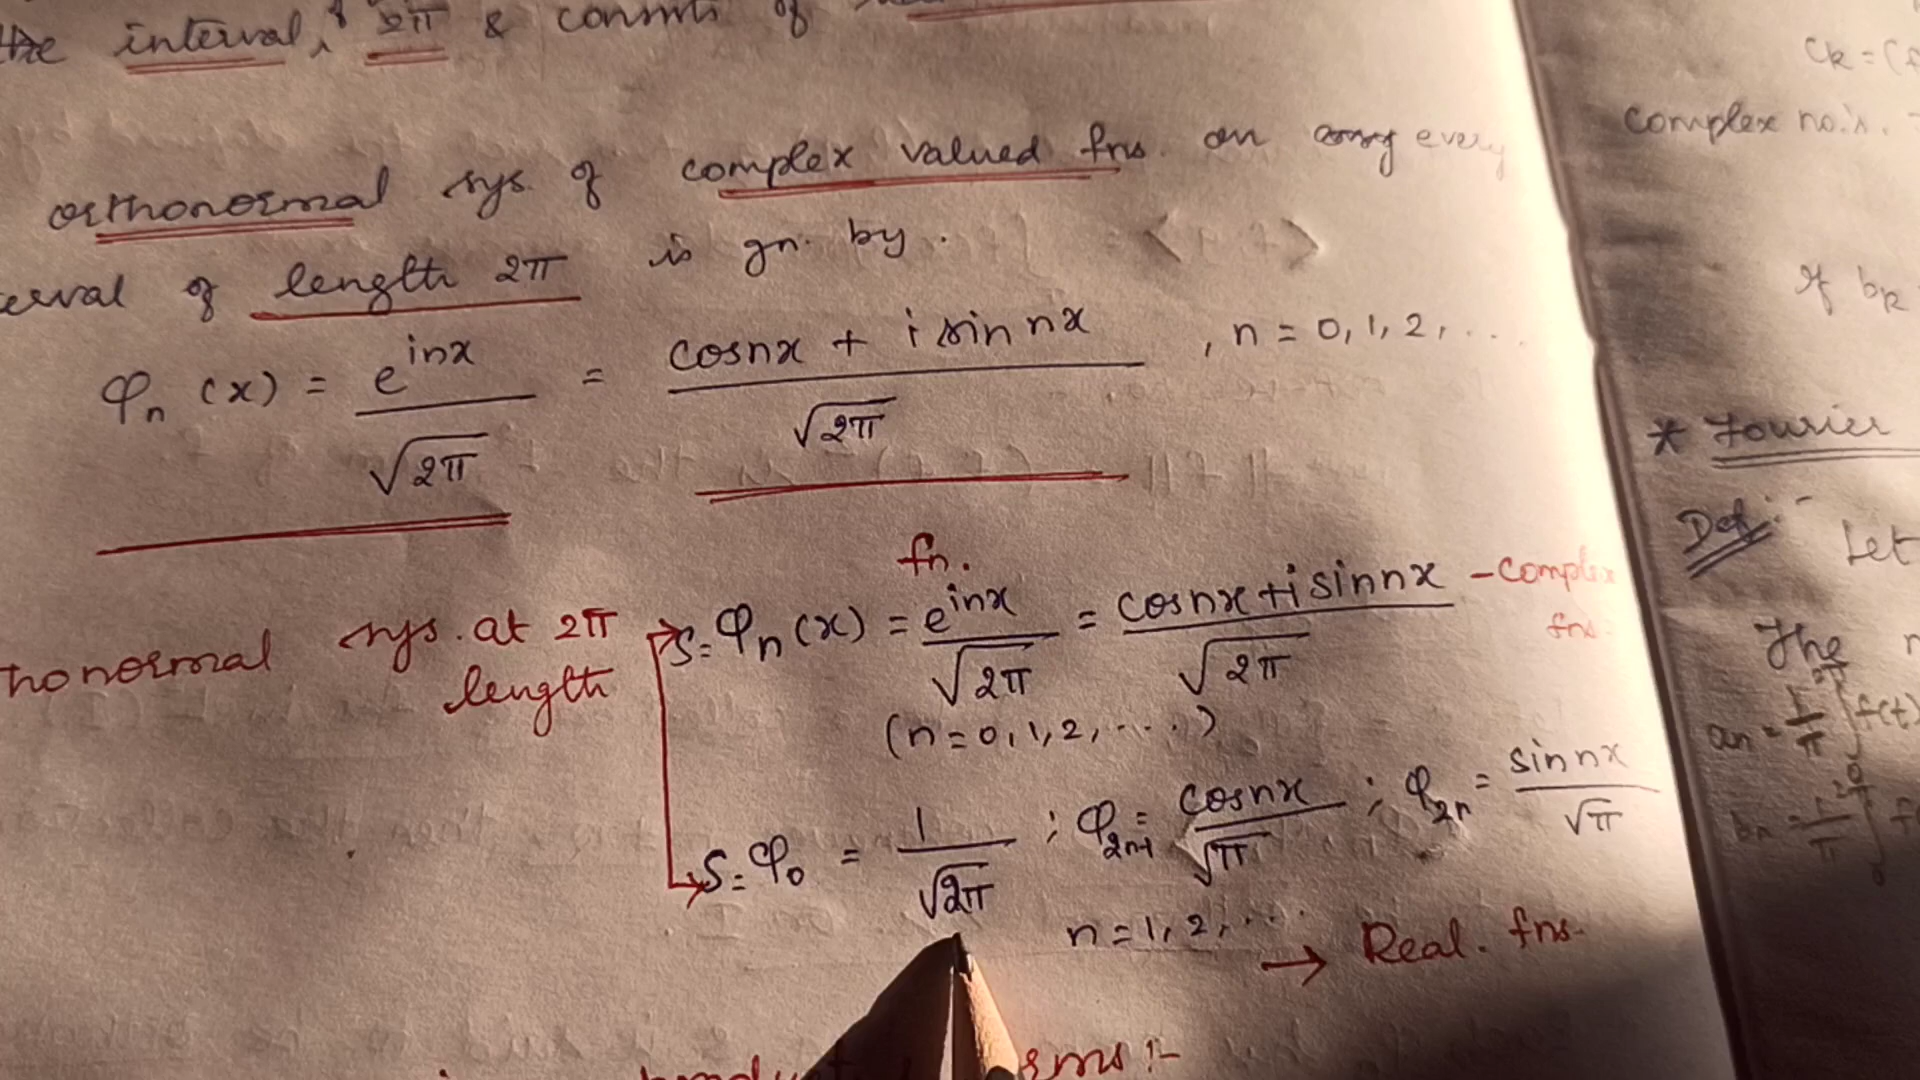 the interval, 2π & consists of
orthonormal sys. of complex valued fns. on every
erval of length 2π is gn. by.
φₙ (x) = e^{inx} / √2π = cosnx + i sin nx / √2π , n = 0, 1, 2, ...
honormal sys. at 2π length
fn.
S = φₙ (x) = e^{inx} / √2π = cosnx + i sinnx / √2π - complex fns.
(n = 0, 1, 2, ....)
S = φ₀ = 1 / √2π ; φ₂ₙ₋₁ = cosnx / √π ; φ₂ₙ = sinnx / √π
n = 1, 2, ... → Real. fns.
complex no.'s.
If bk
* Fourier
Def:- Let
The
an = 1/π ∫ f(t)
bn = 1/π ∫